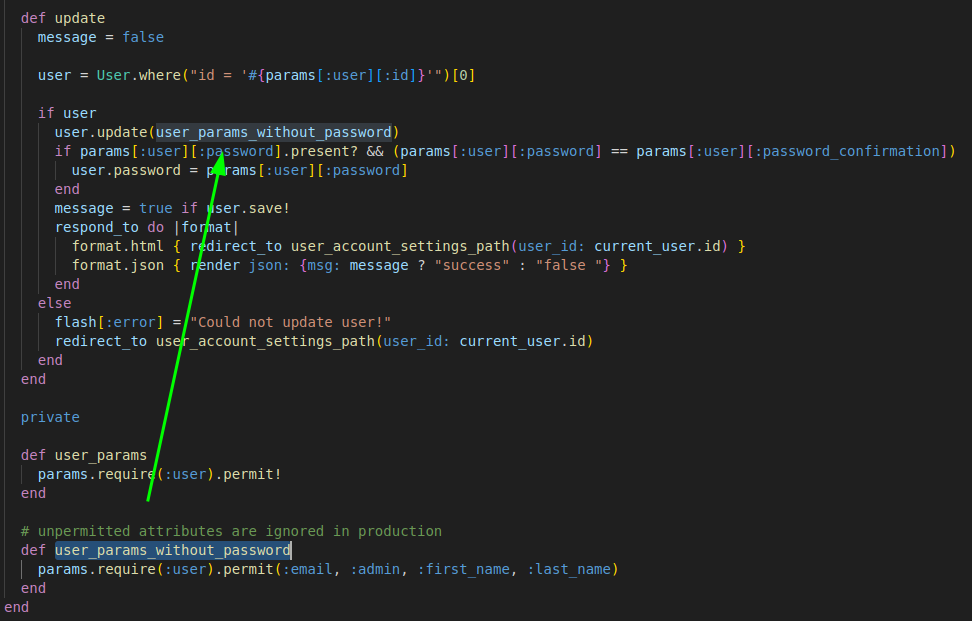 def update
message = false
user = User.where("id = '#{params[:user][:id]}'")[0]
if user
user.update(user_params_without_password)
if params[:user][:password].present? && (params[:user][:password] == params[:user][:password_confirmation])
user.password = params[:user][:password]
end
message = true if user.save!
respond_to do |format|
format.html { redirect_to user_account_settings_path(user_id: current_user.id) }
format.json { render json: {msg: message ? "success" : "false "} }
end
else
flash[:error] = "Could not update user!"
redirect_to user_account_settings_path(user_id: current_user.id)
end
end
private
def user_params
params.require(:user).permit!
end
# unpermitted attributes are ignored in production
def user_params_without_password
params.require(:user).permit(:email, :admin, :first_name, :last_name)
end
end